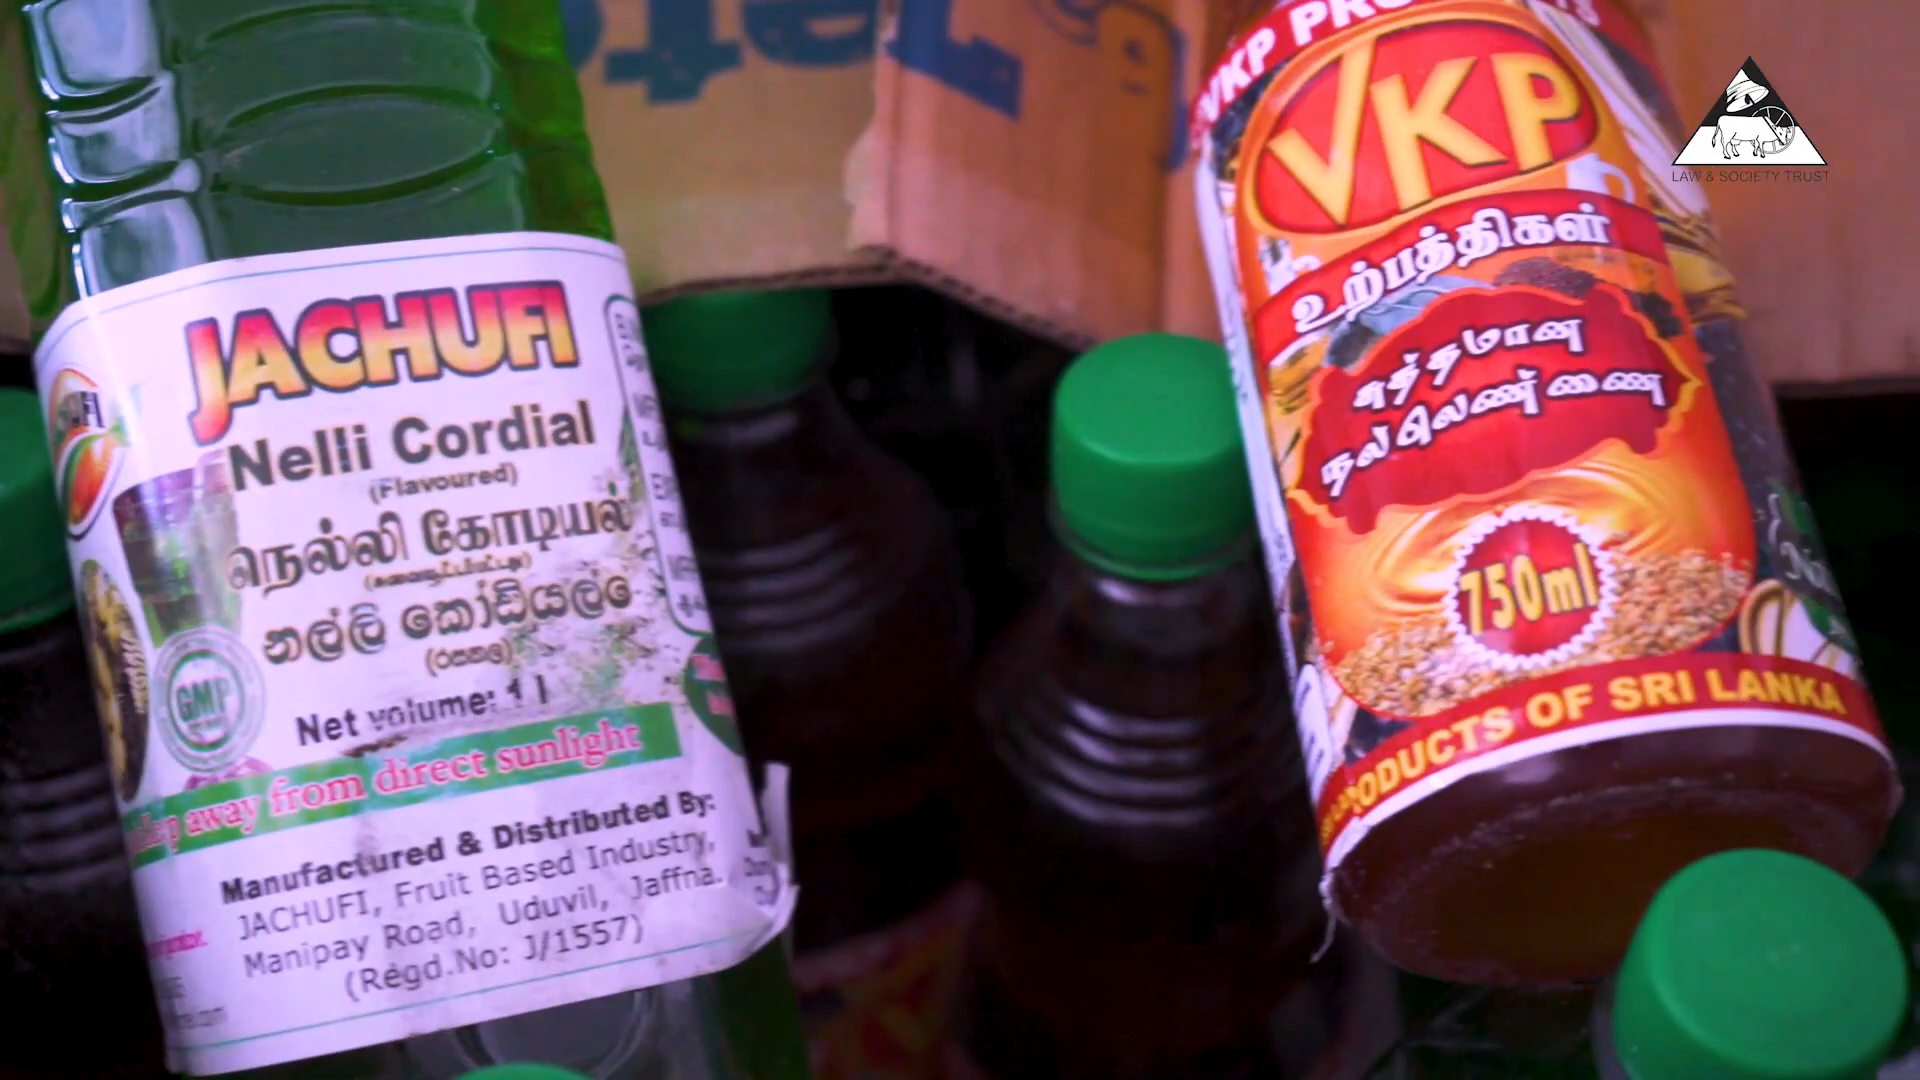 JACHUFI
Nelli Cordial
(Flavoured)
நெல்லி கோடியல்
නෙල්ලි කෝඩියල්
GMP
Net volume: 1 l
away from direct sunlight
Manufactured & Distributed By:
JACHUFI, Fruit Based Industry,
Manipay Road, Uduvil, Jaffna.
(Regd.No: J/1557)
VKP
உற்பத்திகள்
சுத்தமான
நல்லெண்ணை
750ml
PRODUCTS OF SRI LANKA
LAW & SOCIETY TRUST